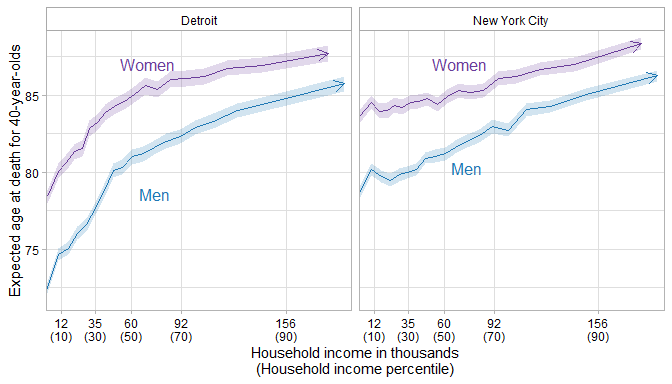 Detroit
New York City
Expected age at death for 40-year-olds
85
80
75
Women
Men
Women
Men
12 35 60 92 156
(10) (30) (50) (70) (90)
12 35 60 92 156
(10) (30) (50) (70) (90)
Household income in thousands
(Household income percentile)